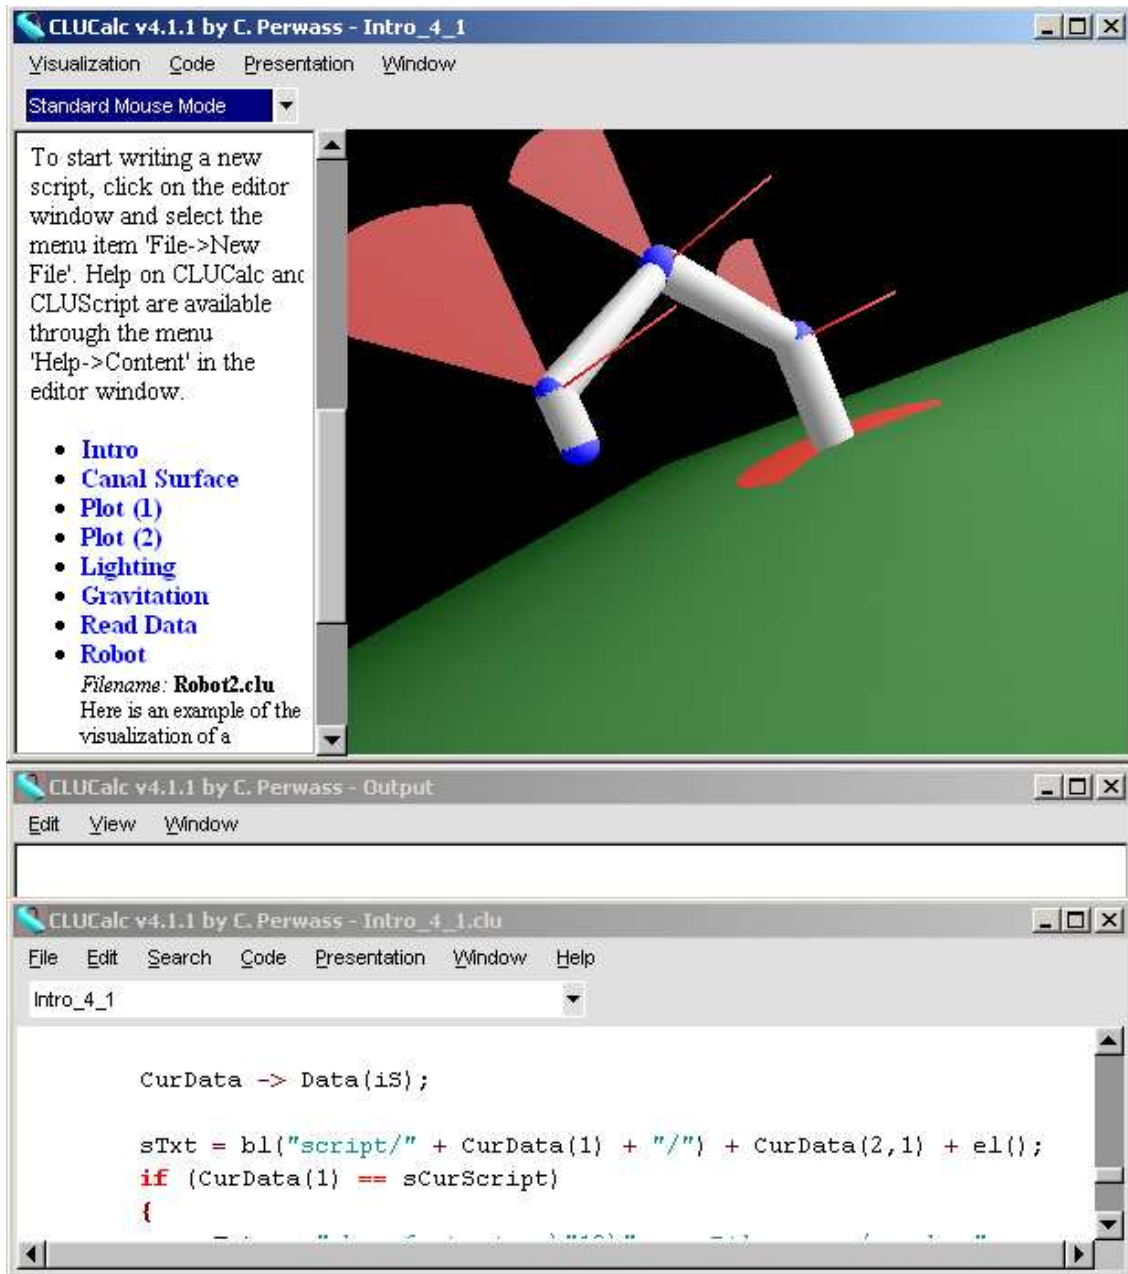 CLUCalc v4.1.1 by C. Perwass - Intro_4_1
Visualization Code Presentation Window
Standard Mouse Mode
To start writing a new
script, click on the editor
window and select the
menu item 'File->New
File'. Help on CLUCalc and
CLUScript are available
through the menu
'Help->Content' in the
editor window.
• Intro
• Canal Surface
• Plot (1)
• Plot (2)
• Lighting
• Gravitation
• Read Data
• Robot
Filename: Robot2.clu
Here is an example of the
visualization of a
CLUCalc v4.1.1 by C. Perwass - Output
Edit View Window
CLUCalc v4.1.1 by C. Perwass - Intro_4_1.clu
File Edit Search Code Presentation Window Help
Intro_4_1
CurData -> Data(iS);
sTxt = bl("script/" + CurData(1) + "/") + CurData(2,1) + el();
if (CurData(1) == sCurScript)
{